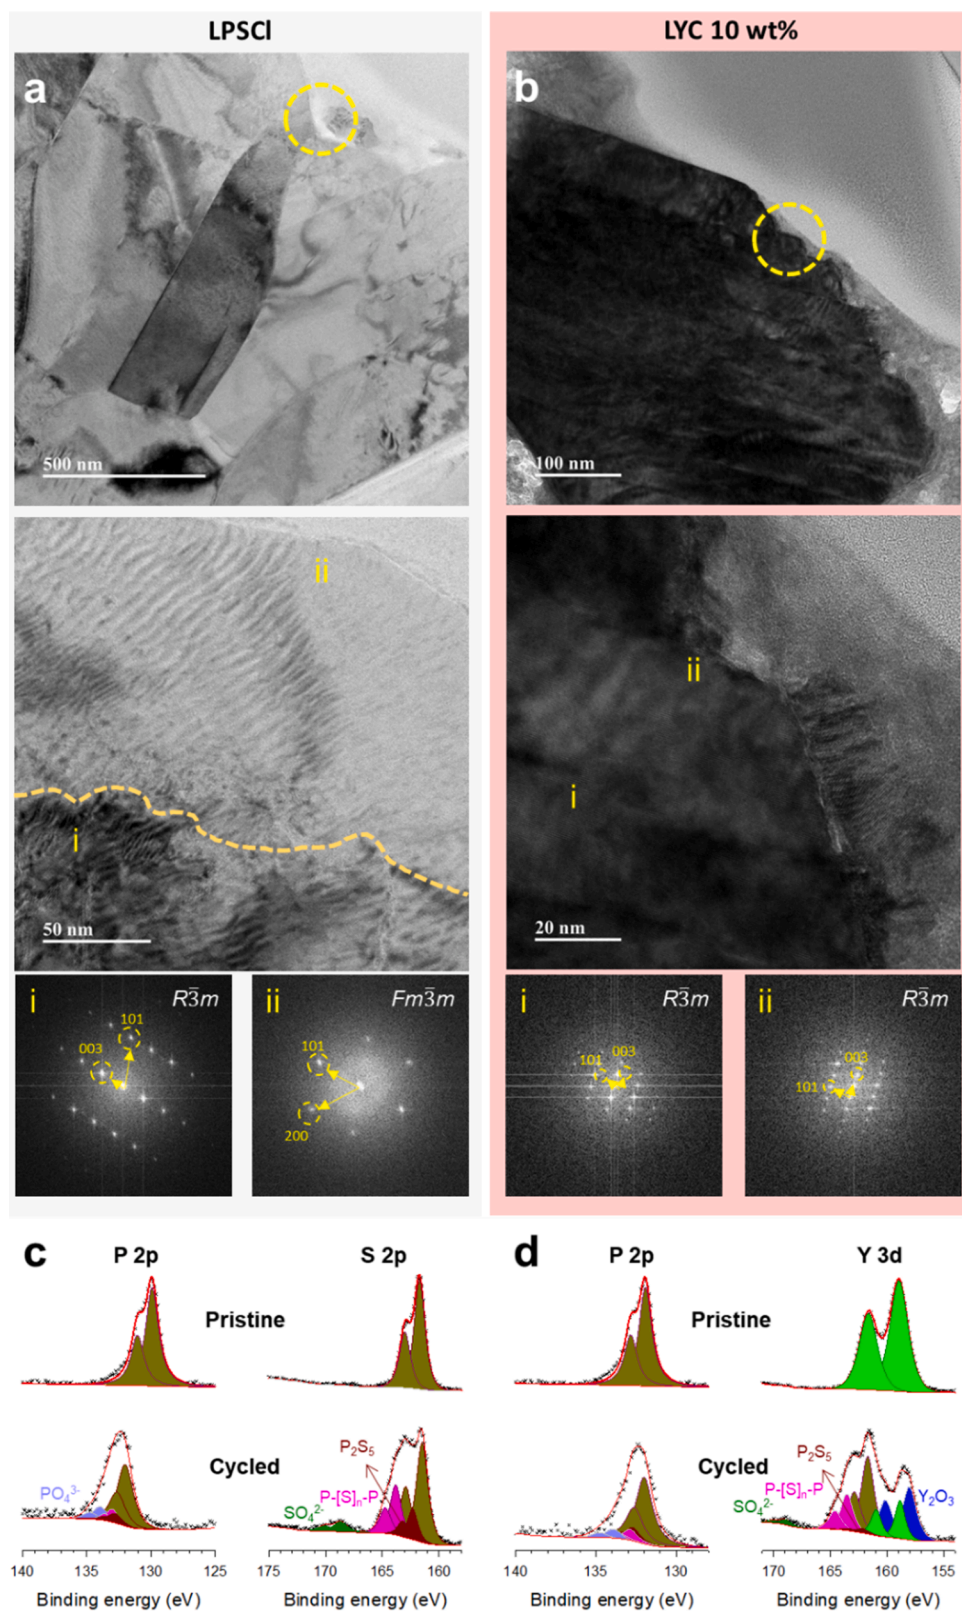 LPSCl
LYC 10 wt%
a
b
500 nm
100 nm
ii
i
50 nm
ii
i
20 nm
i
R3̅m
101
003
ii
Fm3̅m
101
200
i
R3̅m
101
003
ii
R3̅m
003
101
c
P 2p
S 2p
d
P 2p
Y 3d
Pristine
Pristine
Cycled
PO₄³⁻
P₂S₅
P-[S]ₙ-P
SO₄²⁻
Cycled
P₂S₅
P-[S]ₙ-P
SO₄²⁻
Y₂O₃
140 135 130 125
175 170 165 160
140 135 130
170 165 160 155
Binding energy (eV)
Binding energy (eV)
Binding energy (eV)
Binding energy (eV)